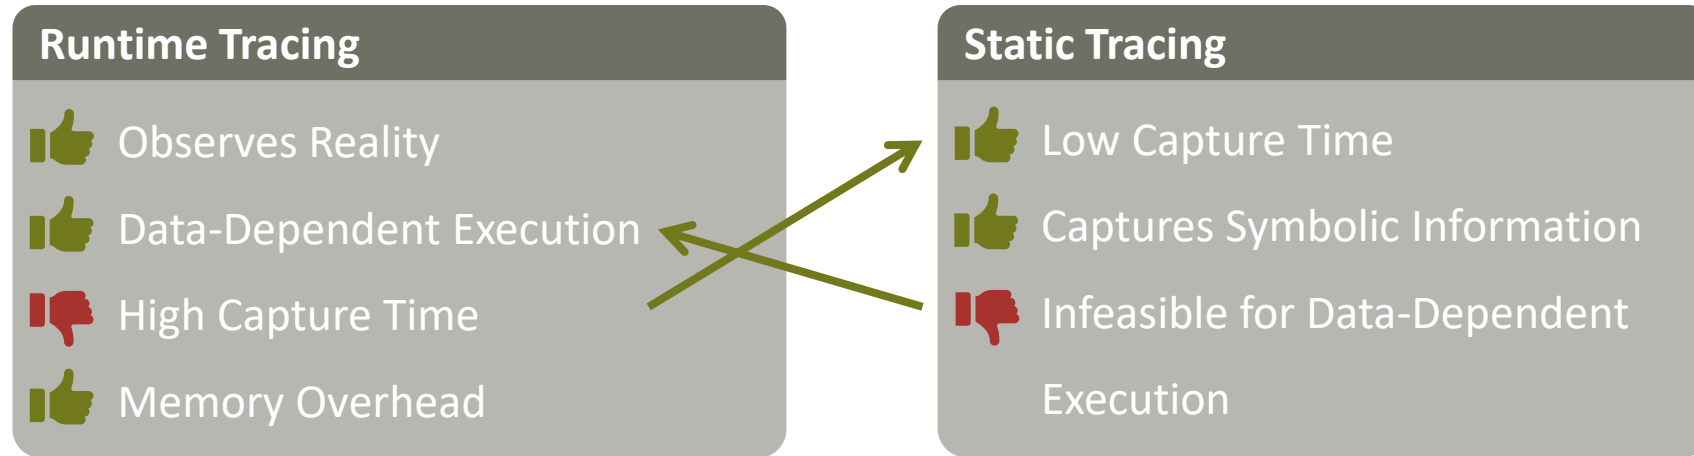 Runtime Tracing
Observes Reality
Data-Dependent Execution
High Capture Time
Memory Overhead
Static Tracing
Low Capture Time
Captures Symbolic Information
Infeasible for Data-Dependent
Execution